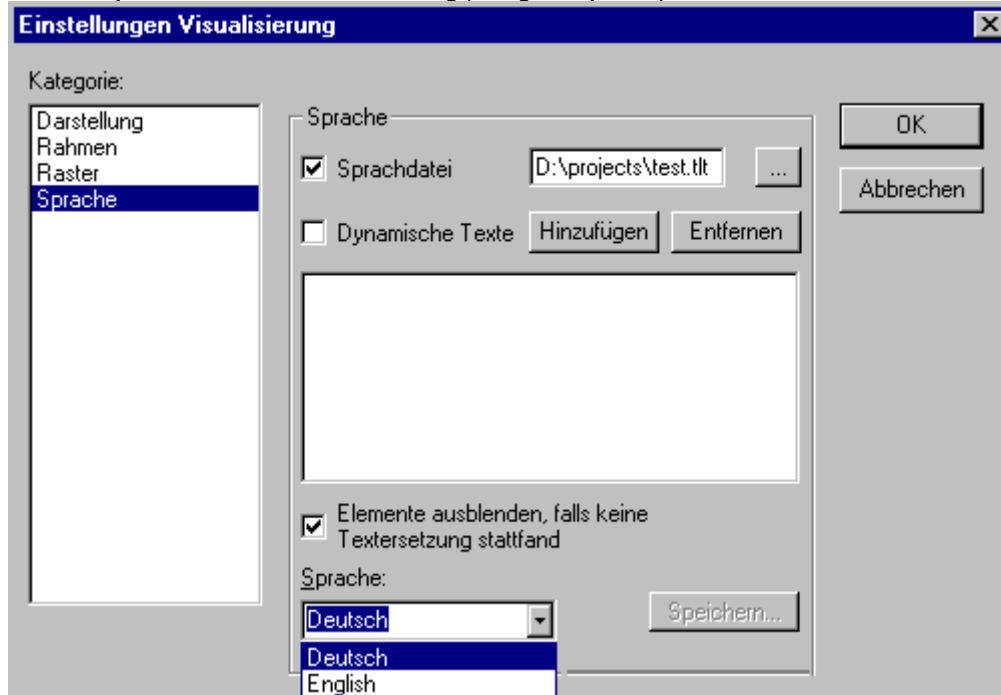 Einstellungen Visualisierung
Kategorie:
Darstellung
Rahmen
Raster
Sprache
Sprache
Sprachdatei D:\projects\test.tlt ...
Dynamische Texte Hinzufügen Entfernen
Elemente ausblenden, falls keine
Textersetzung stattfand
Sprache:
Deutsch
Deutsch
English
Speichern...
OK
Abbrechen